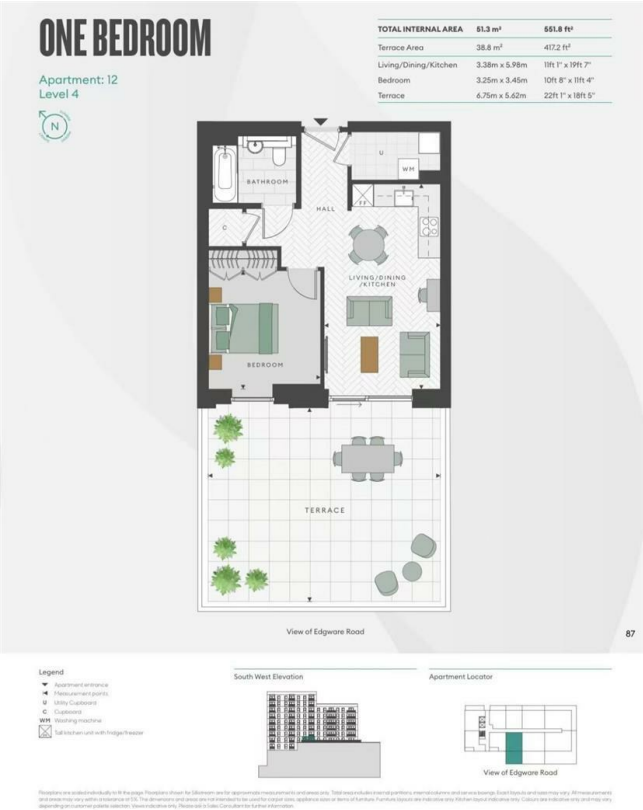 ONE BEDROOM
Apartment: 12
Level 4
N
TOTAL INTERNAL AREA 51.3 m² 551.8 ft²
Terrace Area 38.8 m² 417.2 ft²
Living/Dining/Kitchen 3.38m x 5.98m 11ft 1" x 19ft 7"
Bedroom 3.25m x 3.45m 10ft 8" x 11ft 4"
Terrace 6.75m x 5.62m 22ft 1" x 18ft 5"
U
WM
BATHROOM
HALL
FF
C
LIVING/DINING
/KITCHEN
BEDROOM
TERRACE
View of Edgware Road
87
Legend
Apartment entrance
Measurement points
U Utility Cupboard
C Cupboard
WM Washing machine
Tall kitchen unit with fridge/freezer
South West Elevation
Apartment Locator
View of Edgware Road